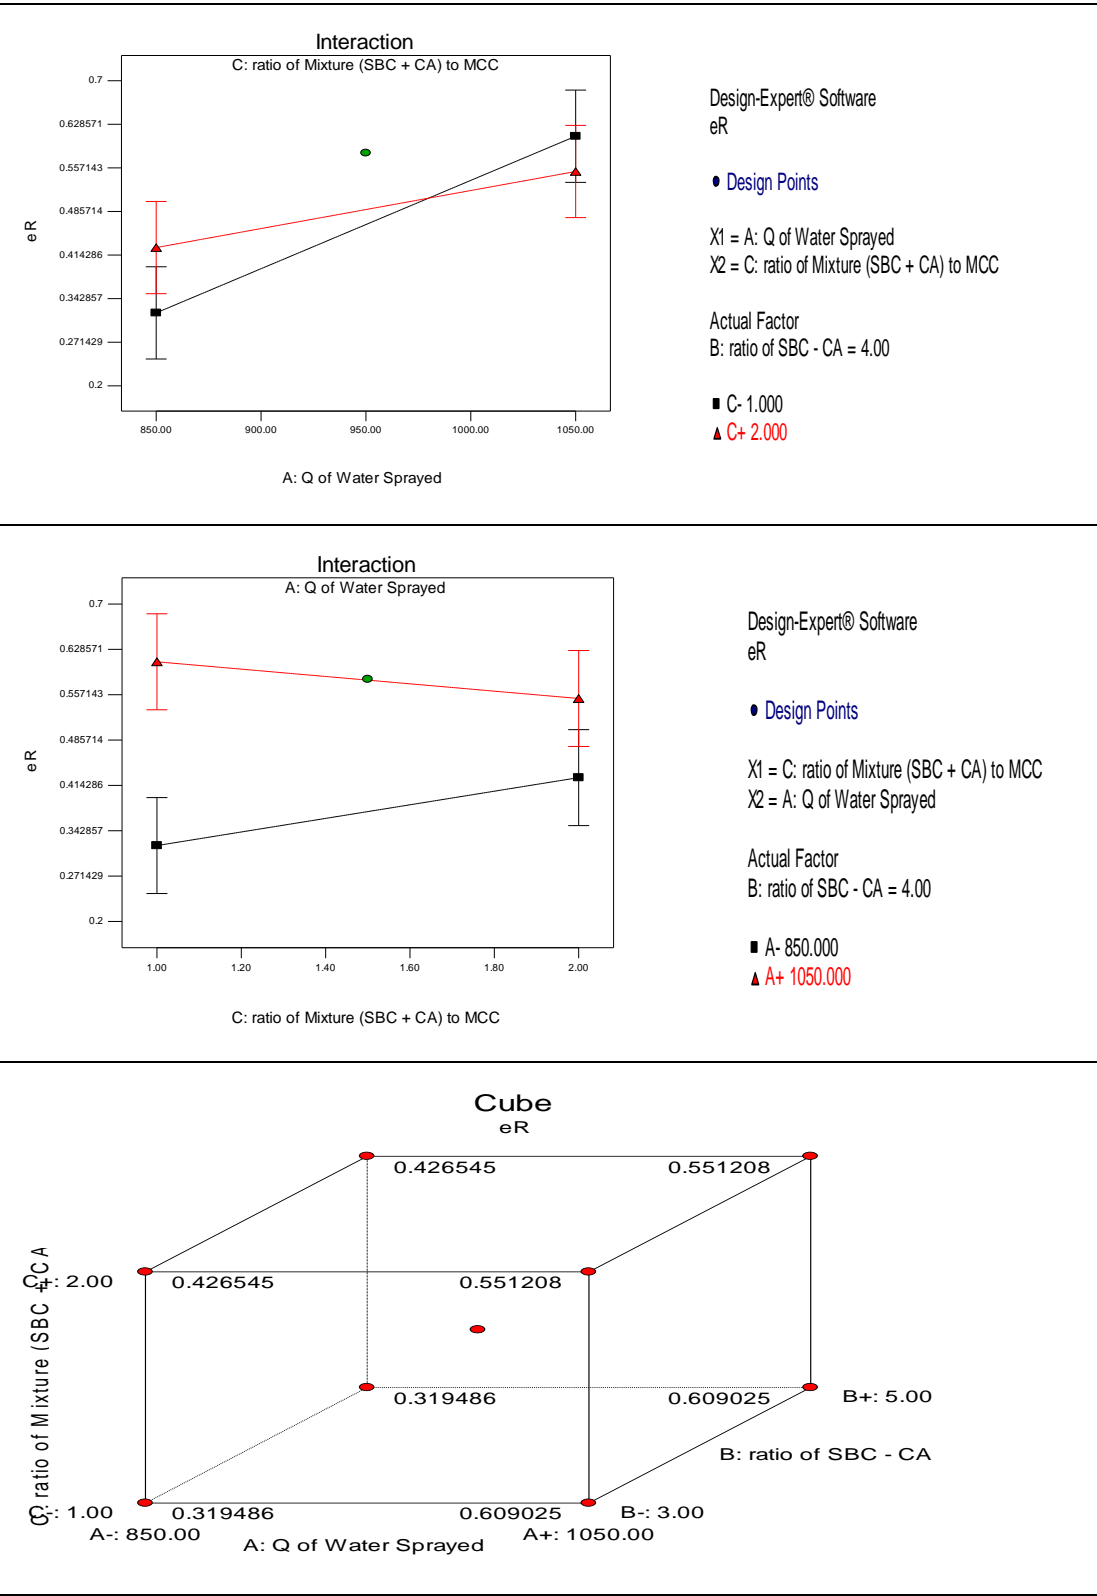 Interaction
C: ratio of Mixture (SBC + CA) to MCC
0.7
0.628571
0.557143
0.485714
0.414286
0.342857
0.271429
0.2
eR
850.00 900.00 950.00 1000.00 1050.00
A: Q of Water Sprayed
Design-Expert® Software
eR
Design Points
X1 = A: Q of Water Sprayed
X2 = C: ratio of Mixture (SBC + CA) to MCC
Actual Factor
B: ratio of SBC - CA = 4.00
C- 1.000
C+ 2.000
Interaction
A: Q of Water Sprayed
0.7
0.628571
0.557143
0.485714
0.414286
0.342857
0.271429
0.2
eR
1.00 1.20 1.40 1.60 1.80 2.00
C: ratio of Mixture (SBC + CA) to MCC
Design-Expert® Software
eR
Design Points
X1 = C: ratio of Mixture (SBC + CA) to MCC
X2 = A: Q of Water Sprayed
Actual Factor
B: ratio of SBC - CA = 4.00
A- 850.000
A+ 1050.000
Cube
eR
0.426545 0.551208
C+: 2.00 0.426545 0.551208
C: ratio of Mixture (SBC + CA
0.319486 0.609025 B+: 5.00
B: ratio of SBC - CA
C-: 1.00 0.319486 0.609025 B-: 3.00
A-: 850.00 A+: 1050.00
A: Q of Water Sprayed